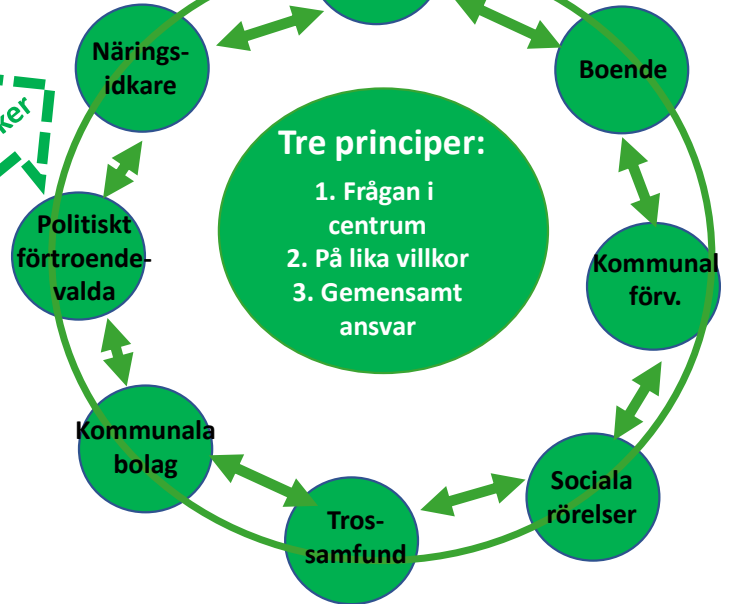 Närings-
idkare
Boende
Tre principer:
1. Frågan i
centrum
2. På lika villkor
3. Gemensamt
ansvar
Politiskt
förtroende-
valda
Kommunal
förv.
Kommunala
bolag
Sociala
rörelser
Tros-
samfund